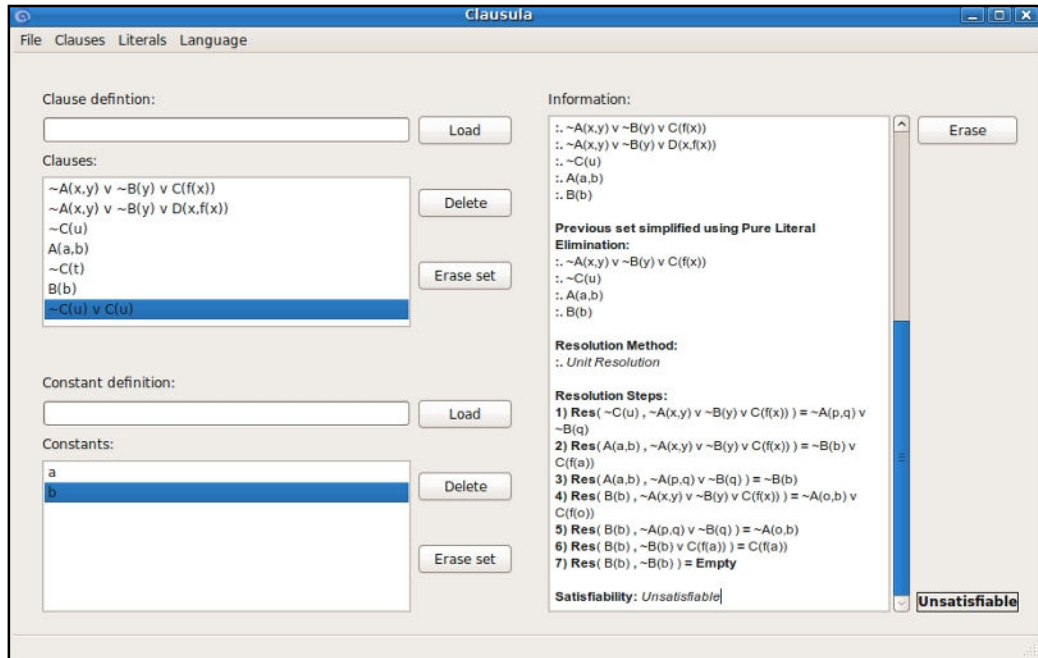 Clausula
File Clauses Literals Language
Clause defintion:
Load
Clauses:
~A(x,y) v ~B(y) v C(f(x))
~A(x,y) v ~B(y) v D(x,f(x))
~C(u)
A(a,b)
~C(t)
B(b)
~C(u) v C(u)
Delete
Erase set
Constant definition:
Load
Constants:
a
b
Delete
Erase set
Information:
:. ~A(x,y) v ~B(y) v C(f(x))
:. ~A(x,y) v ~B(y) v D(x,f(x))
:. ~C(u)
:. A(a,b)
:. B(b)
Previous set simplified using Pure Literal
Elimination:
:. ~A(x,y) v ~B(y) v C(f(x))
:. ~C(u)
:. A(a,b)
:. B(b)
Resolution Method:
:. Unit Resolution
Resolution Steps:
1) Res( ~C(u) , ~A(x,y) v ~B(y) v C(f(x)) ) = ~A(p,q) v
~B(q)
2) Res( A(a,b) , ~A(x,y) v ~B(y) v C(f(x)) ) = ~B(b) v
C(f(a))
3) Res( A(a,b) , ~A(p,q) v ~B(q) ) = ~B(b)
4) Res( B(b) , ~A(x,y) v ~B(y) v C(f(x)) ) = ~A(o,b) v
C(f(o))
5) Res( B(b) , ~A(p,q) v ~B(q) ) = ~A(o,b)
6) Res( B(b) , ~B(b) v C(f(a)) ) = C(f(a))
7) Res( B(b) , ~B(b) ) = Empty
Satisfiability: Unsatisfiable
Erase
Unsatisfiable